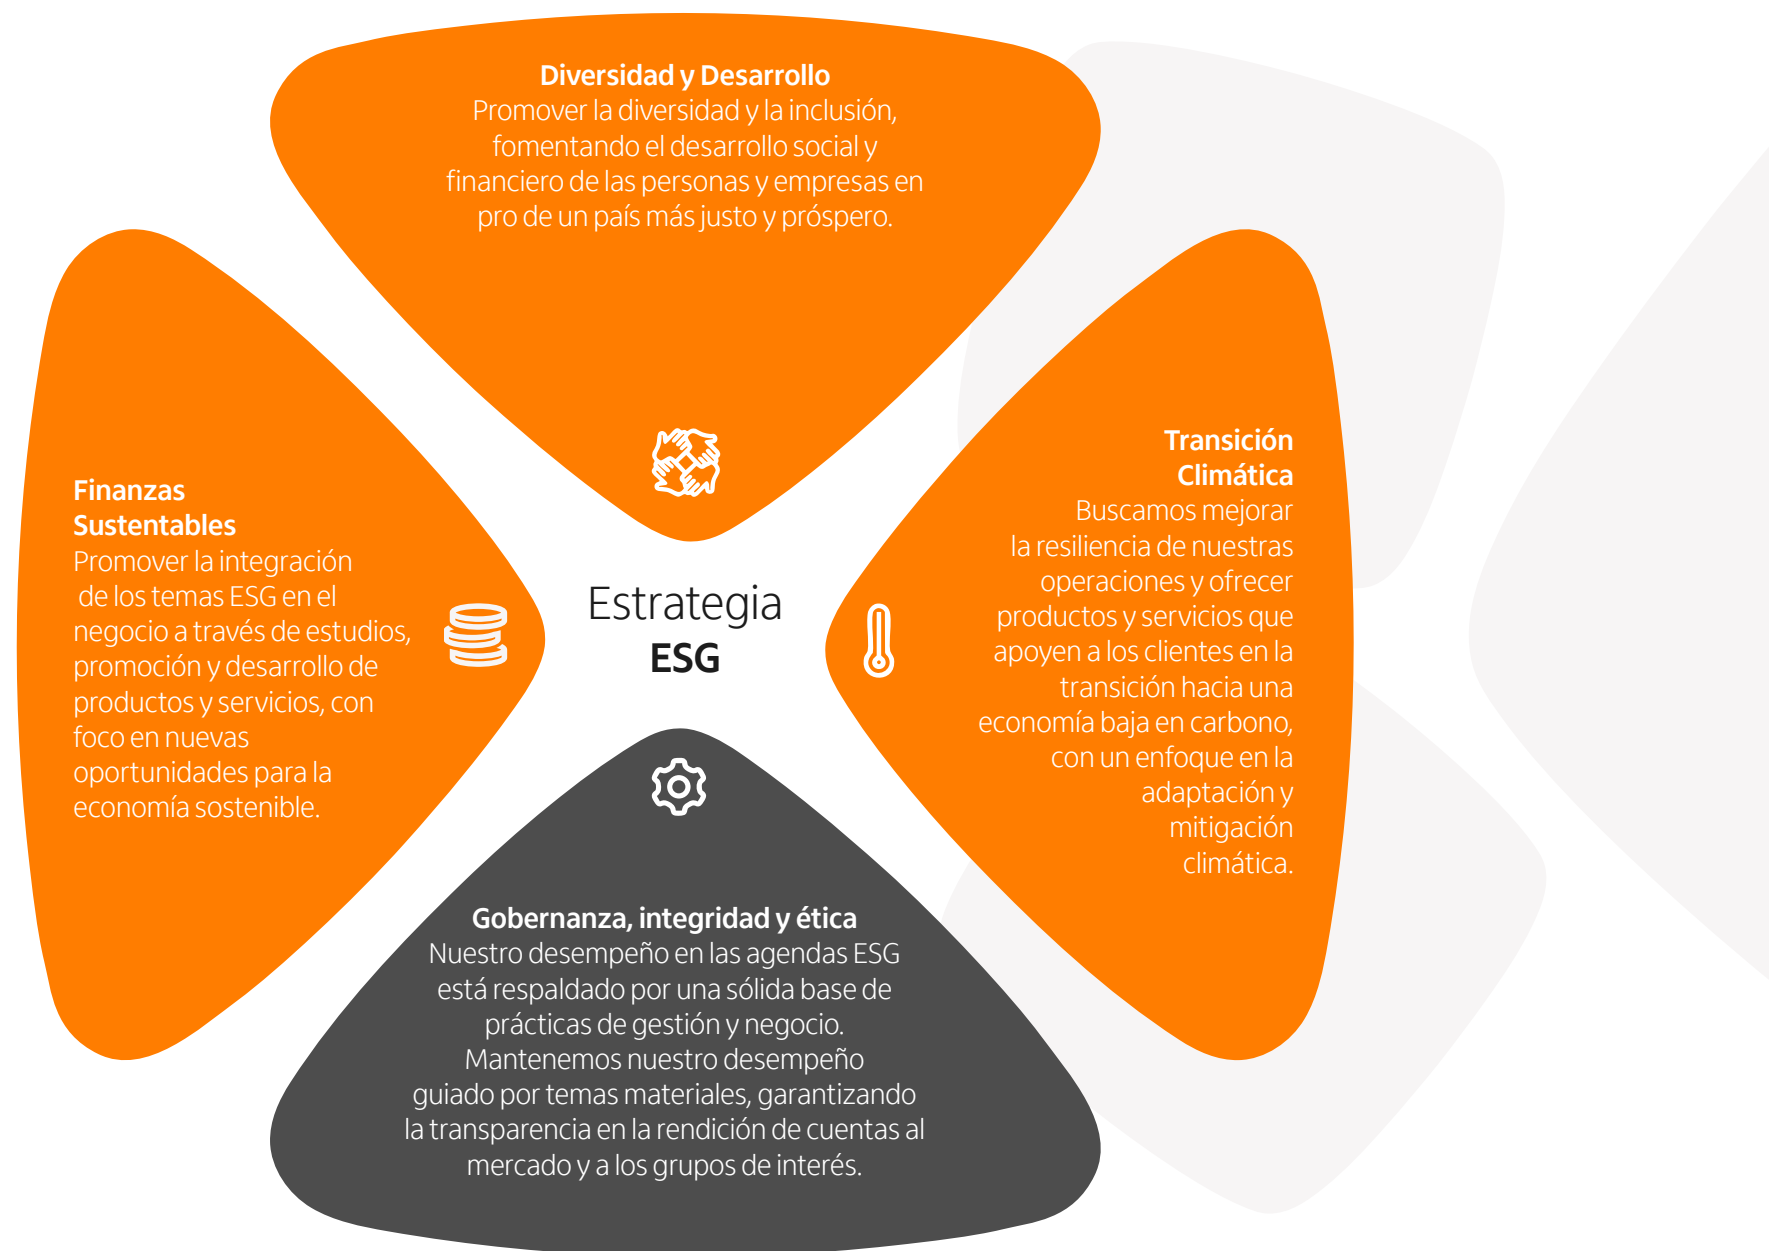 Diversidad y Desarrollo
Promover la diversidad y la inclusión,
fomentando el desarrollo social y
financiero de las personas y empresas en
pro de un país más justo y próspero.
Finanzas
Sustentables
Promover la integración
de los temas ESG en el
negocio a través de estudios,
promoción y desarrollo de
productos y servicios, con
foco en nuevas
oportunidades para la
economía sostenible.
Estrategia
ESG
Transición
Climática
Buscamos mejorar
la resiliencia de nuestras
operaciones y ofrecer
productos y servicios que
apoyen a los clientes en la
transición hacia una
economía baja en carbono,
con un enfoque en la
adaptación y
mitigación
climática.
Gobernanza, integridad y ética
Nuestro desempeño en las agendas ESG
está respaldado por una sólida base de
prácticas de gestión y negocio.
Mantenemos nuestro desempeño
guiado por temas materiales, garantizando
la transparencia en la rendición de cuentas al
mercado y a los grupos de interés.